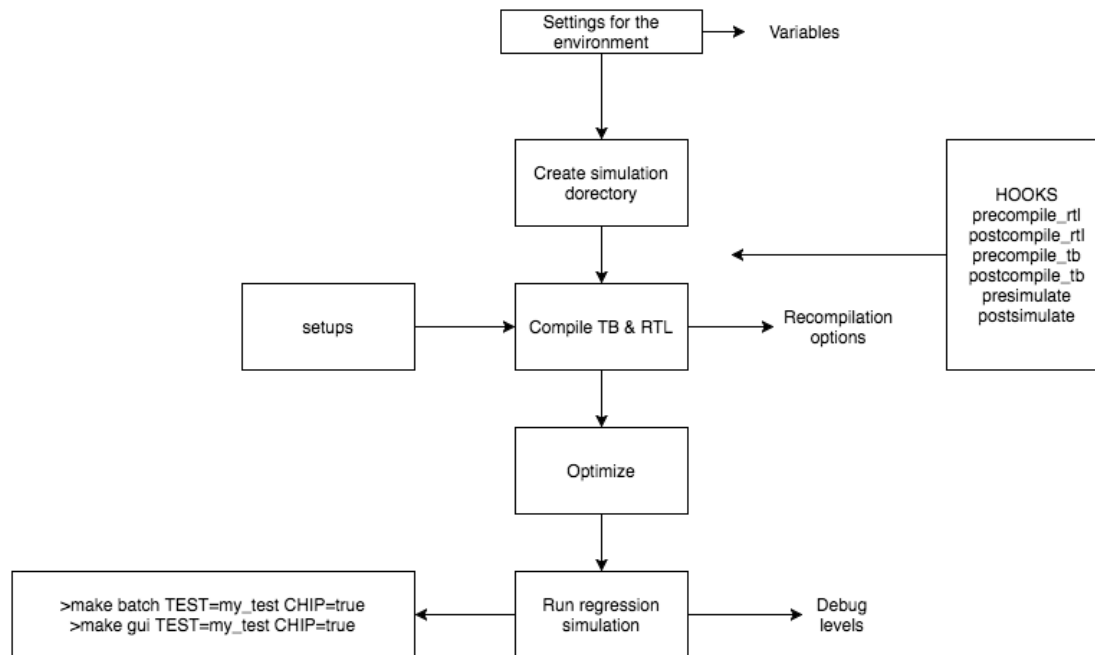 Settings for the
environment
Variables
Create simulation
dorectory
HOOKS
precompile_rtl
postcompile_rtl
precompile_tb
postcompile_tb
presimulate
postsimulate
setups
Compile TB & RTL
Recompilation
options
Optimize
>make batch TEST=my_test CHIP=true
>make gui TEST=my_test CHIP=true
Run regression
simulation
Debug
levels